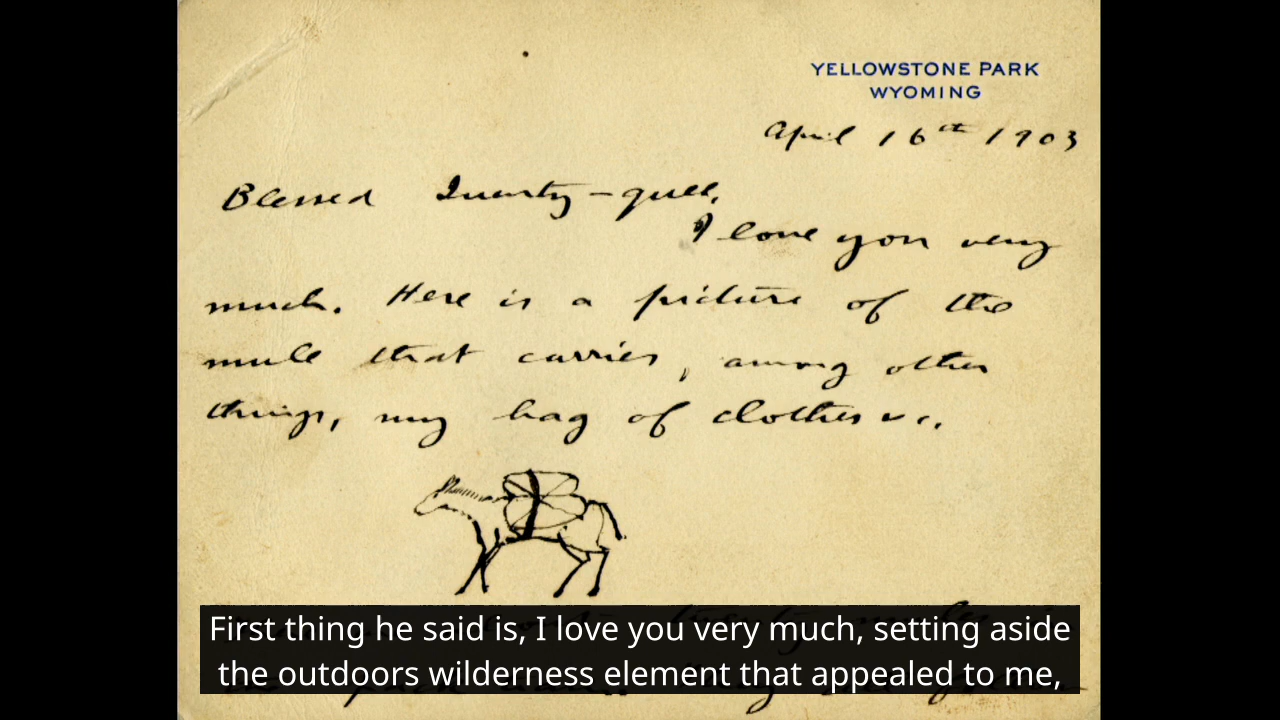 YELLOWSTONE PARK
WYOMING
April 16th 1903
Blessed Quenty-quee,
I love you very
much. Here is a picture of the
mule that carries, among other
things, my bag of clothes
First thing he said is, I love you very much, setting aside
the outdoors wilderness element that appealed to me,